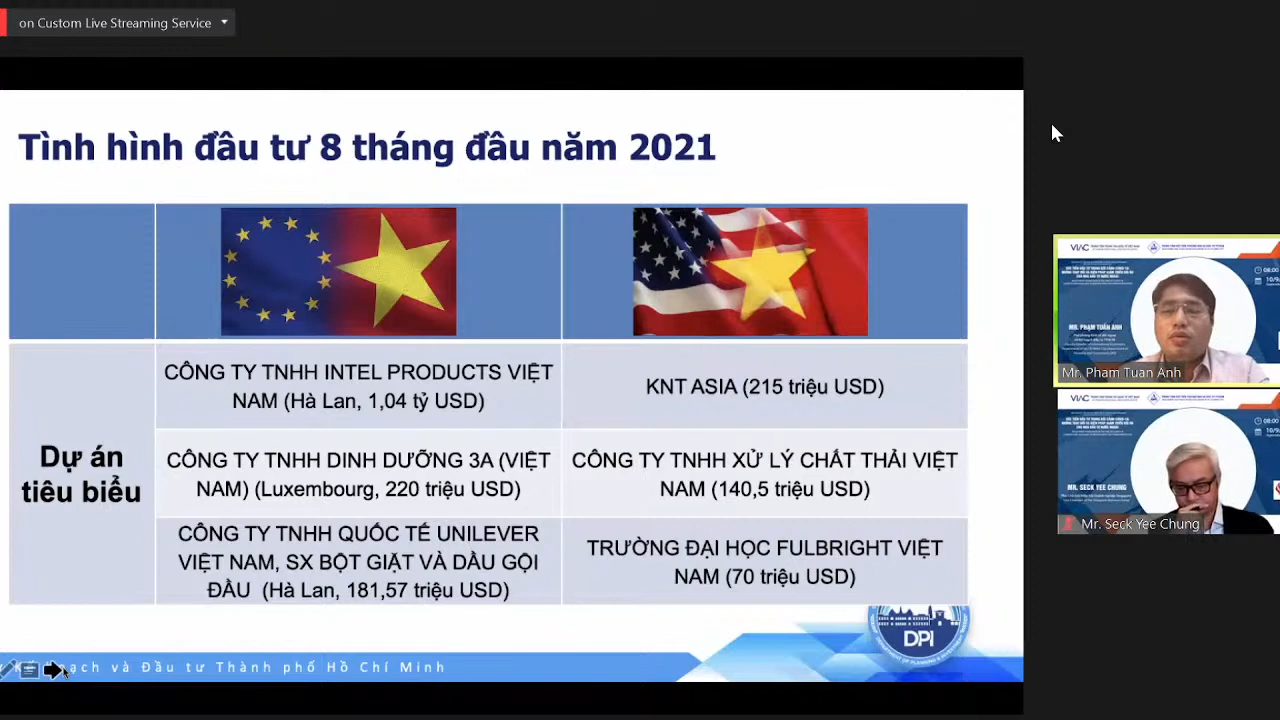 on Custom Live Streaming Service
Tình hình đầu tư 8 tháng đầu năm 2021
CÔNG TY TNHH INTEL PRODUCTS VIỆT
NAM (Hà Lan, 1.04 tỷ USD)
KNT ASIA (215 triệu USD)
Dự án
tiêu biểu
CÔNG TY TNHH DINH DƯỠNG 3A (VIỆT
NAM) (Luxembourg, 220 triệu USD)
CÔNG TY TNHH XỬ LÝ CHẤT THẢI VIỆT
NAM (140,5 triệu USD)
CÔNG TY TNHH QUỐC TẾ UNILEVER
VIỆT NAM, SX BỘT GIẶT VÀ DẦU GỘI
ĐẦU (Hà Lan, 181,57 triệu USD)
TRƯỜNG ĐẠI HỌC FULBRIGHT VIỆT
NAM (70 triệu USD)
DPI
và Đầu tư Thành phố Hồ Chí Minh
VIAC
08:00
MR. PHẠM TUẤN ANH
Mr. Pham Tuan Anh
VIAC
08:00
MR. SECK YEE CHUNG
Mr. Seck Yee Chung